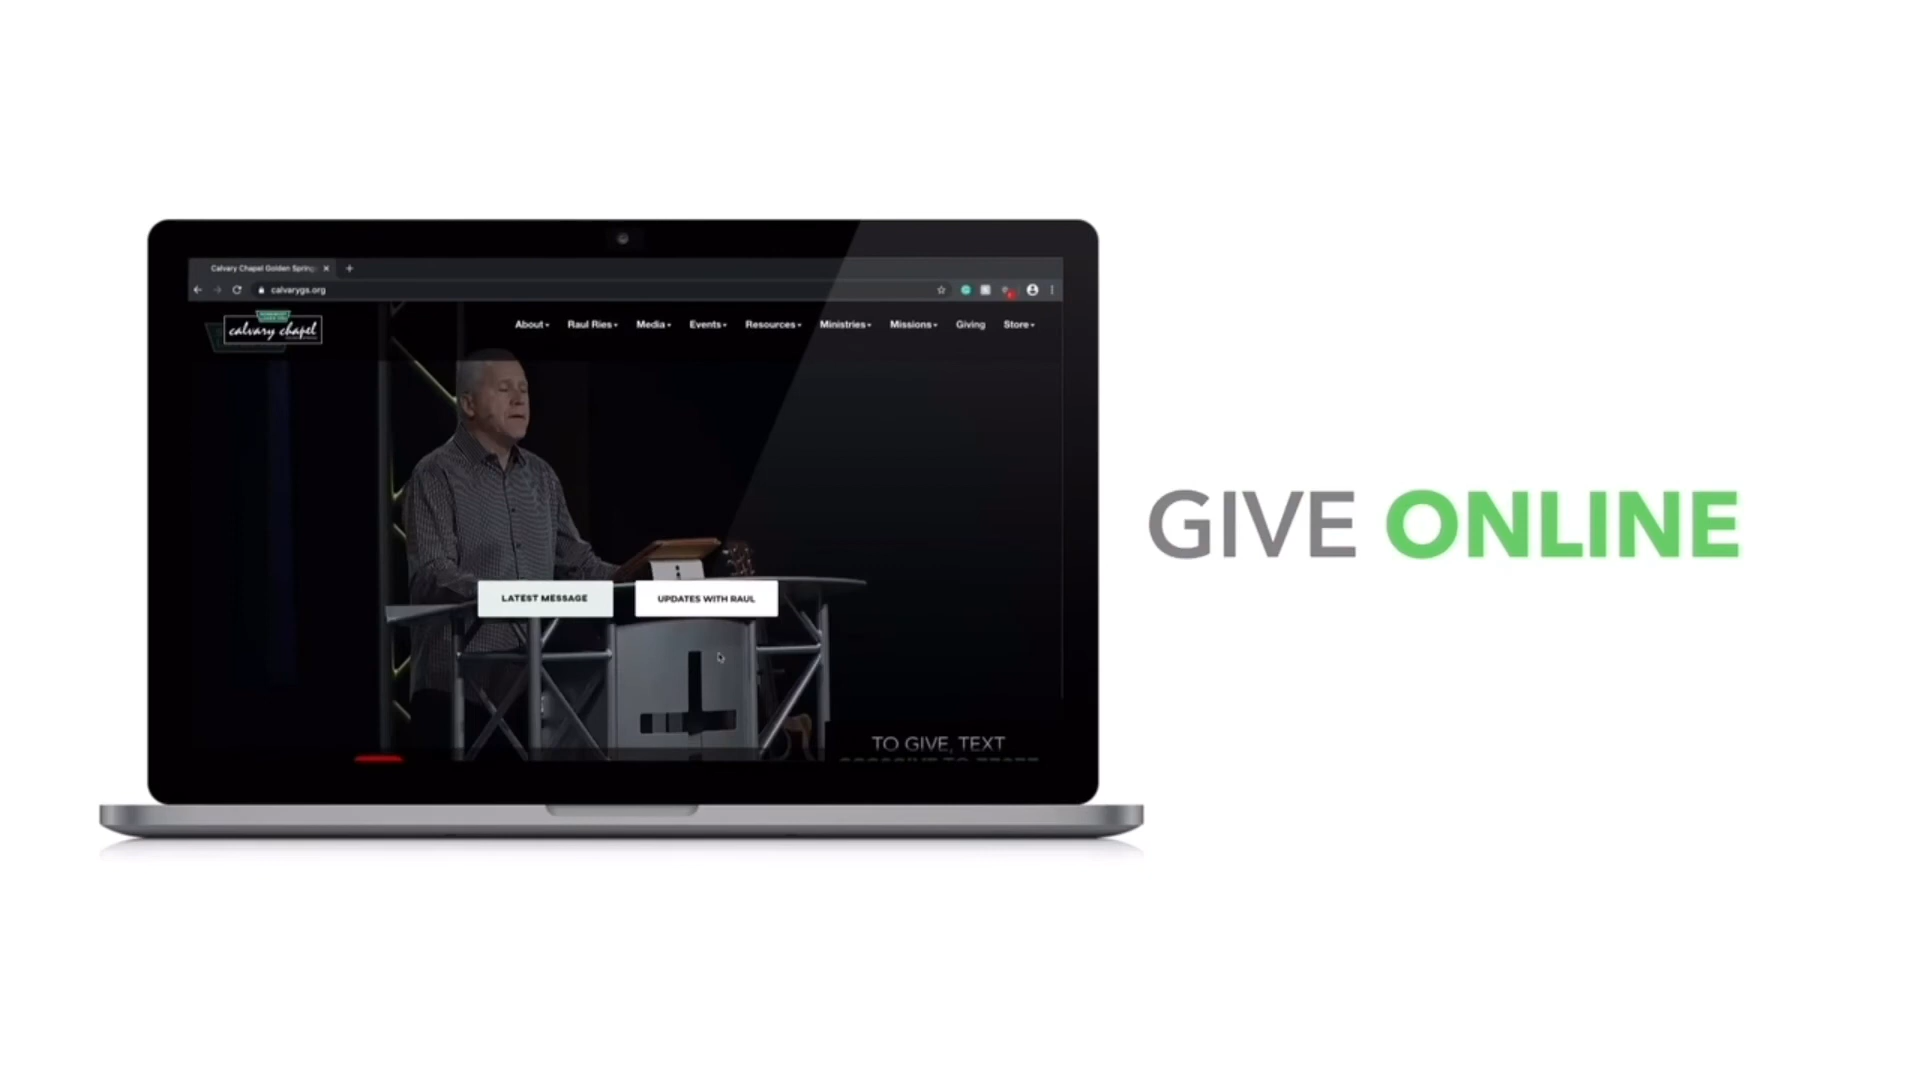 Calvary Chapel Golden Spring
calvarygs.org
calvary chapel
About
Raul Ries
Media
Events
Resources
Ministries
Missions
Giving
Store
GIVE ONLINE
LATEST MESSAGE
UPDATES WITH RAUL
TO GIVE, TEXT